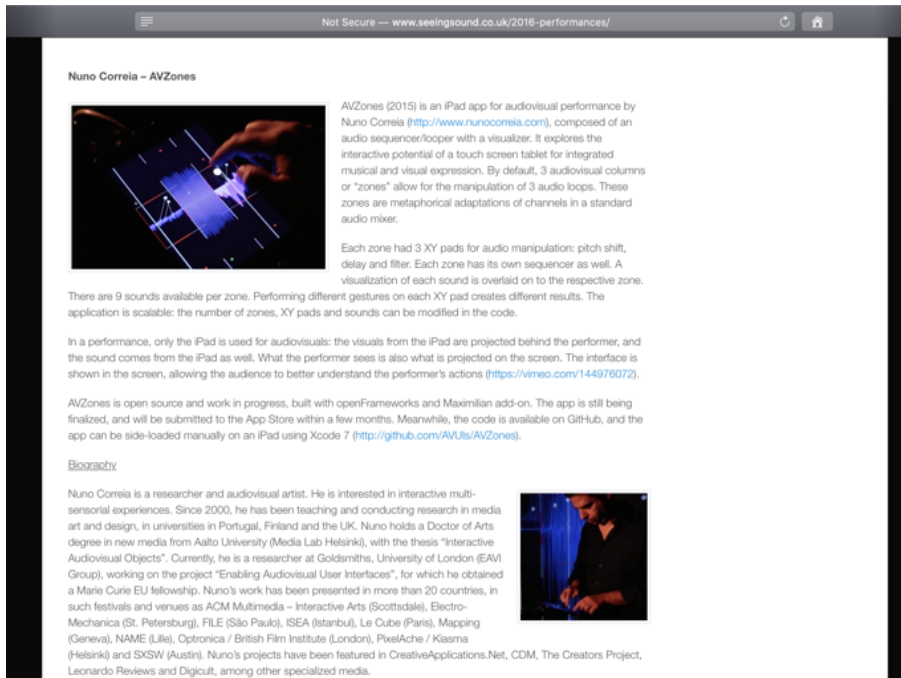 Not Secure — www.seeingsound.co.uk/2016-performances/
Nuno Correia – AVZones
AVZones (2015) is an iPad app for audiovisual performance by
Nuno Correia (http://www.nunocorreia.com), composed of an
audio sequencer/looper with a visualizer. It explores the
interactive potential of a touch screen tablet for integrated
musical and visual expression. By default, 3 audiovisual columns
or “zones” allow for the manipulation of 3 audio loops. These
zones are metaphorical adaptations of channels in a standard
audio mixer.
Each zone had 3 XY pads for audio manipulation: pitch shift,
delay and filter. Each zone has its own sequencer as well. A
visualization of each sound is overlaid on to the respective zone.
There are 9 sounds available per zone. Performing different gestures on each XY pad creates different results. The
application is scalable: the number of zones, XY pads and sounds can be modified in the code.
In a performance, only the iPad is used for audiovisuals: the visuals from the iPad are projected behind the performer, and
the sound comes from the iPad as well. What the performer sees is also what is projected on the screen. The interface is
shown in the screen, allowing the audience to better understand the performer’s actions (https://vimeo.com/144976072).
AVZones is open source and work in progress, built with openFrameworks and Maximilian add-on. The app is still being
finalized, and will be submitted to the App Store within a few months. Meanwhile, the code is available on GitHub, and the
app can be side-loaded manually on an iPad using Xcode 7 (http://github.com/AVUIs/AVZones).
Biography
Nuno Correia is a researcher and audiovisual artist. He is interested in interactive multi-
sensorial experiences. Since 2000, he has been teaching and conducting research in media
art and design, in universities in Portugal, Finland and the UK. Nuno holds a Doctor of Arts
degree in new media from Aalto University (Media Lab Helsinki), with the thesis “Interactive
Audiovisual Objects”. Currently, he is a researcher at Goldsmiths, University of London (EAVI
Group), working on the project “Enabling Audiovisual User Interfaces”, for which he obtained
a Marie Curie EU fellowship. Nuno’s work has been presented in more than 20 countries, in
such festivals and venues as ACM Multimedia – Interactive Arts (Scottsdale), Electro-
Mechanica (St. Petersburg), FILE (São Paulo), ISEA (Istanbul), Le Cube (Paris), Mapping
(Geneva), NAME (Lille), Optronica / British Film Institute (London), PixelAche / Kiasma
(Helsinki) and SXSW (Austin). Nuno’s projects have been featured in CreativeApplications.Net, CDM, The Creators Project,
Leonardo Reviews and Digicult, among other specialized media.